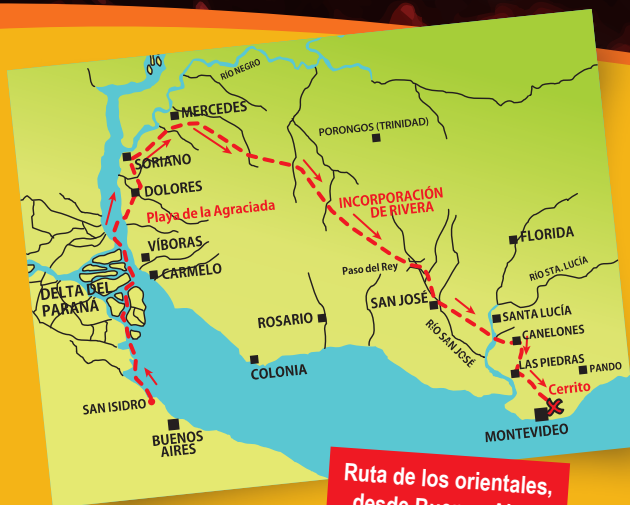 RÍO NEGRO
MERCEDES
PORONGOS (TRINIDAD)
SORIANO
DOLORES
Playa de la Agraciada
INCORPORACIÓN
DE RIVERA
FLORIDA
VÍBORAS
CARMELO
DELTA DEL
PARANÁ
Paso del Rey
RÍO STA. LUCÍA
SAN JOSÉ
ROSARIO
RÍO SAN JOSÉ
SANTA LUCÍA
CANELONES
COLONIA
LAS PIEDRAS
PANDO
Cerrito
SAN ISIDRO
BUENOS
AIRES
MONTEVIDEO
Ruta de los orientales,
desde